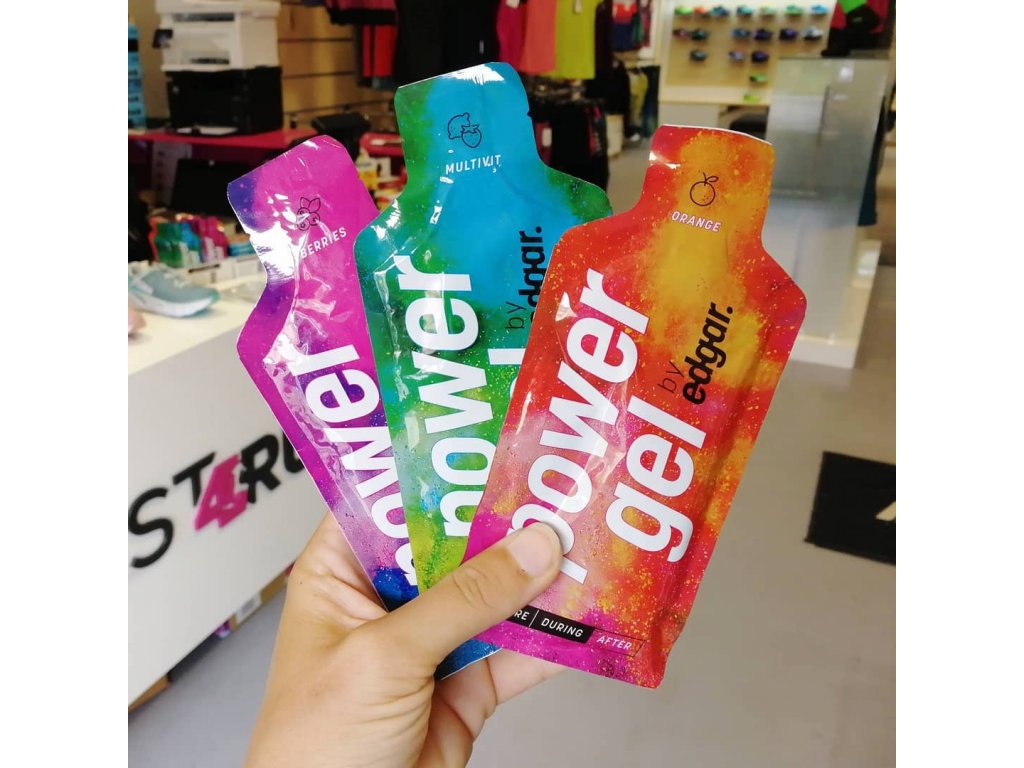 BERRIES
power
MULTIVIT
power
by
edgar.
ORANGE
power
gel
by
edgar.
DURING
AFTER